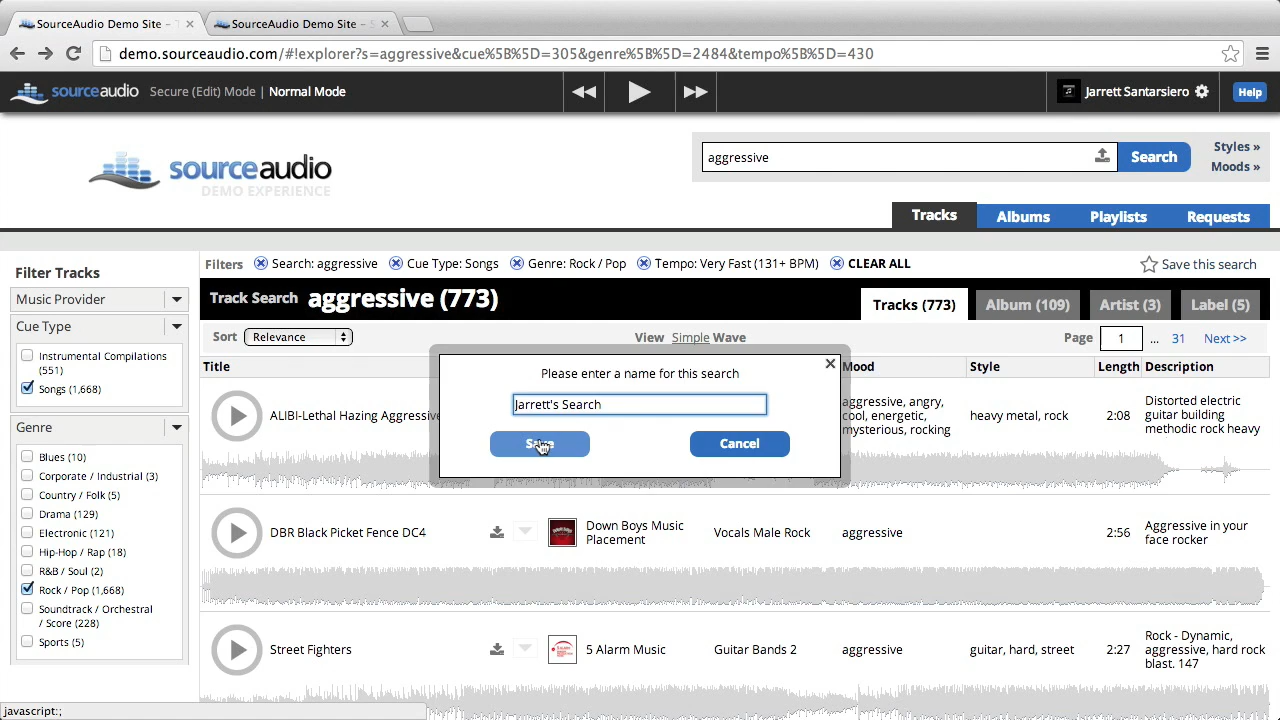 SourceAudio Demo Site – T
SourceAudio Demo Site – S
demo.sourceaudio.com/#!explorer?s=aggressive&cue%5B%5D=305&genre%5B%5D=2484&tempo%5B%5D=430
sourceaudio Secure (Edit) Mode | Normal Mode
Jarrett Santarsiero
Help
sourceaudio
DEMO EXPERIENCE
aggressive
Search
Styles »
Moods »
Tracks Albums Playlists Requests
Filter Tracks
Music Provider
Cue Type
Instrumental Compilations
(551)
Songs (1,668)
Genre
Blues (10)
Corporate / Industrial (3)
Country / Folk (5)
Drama (129)
Electronic (121)
Hip-Hop / Rap (18)
R&B / Soul (2)
Rock / Pop (1,668)
Soundtrack / Orchestral
/ Score (228)
Sports (5)
Filters Search: aggressive Cue Type: Songs Genre: Rock / Pop Tempo: Very Fast (131+ BPM) CLEAR ALL
Save this search
Track Search aggressive (773)
Tracks (773) Album (109) Artist (3) Label (5)
Sort Relevance
View Simple Wave
Page 1 ... 31 Next >>
Title
Mood Style Length Description
Please enter a name for this search
Jarrett's Search
Cancel
ALIBI-Lethal Hazing Aggressive
aggressive, angry,
cool, energetic,
mysterious, rocking
heavy metal, rock
2:08
Distorted electric
guitar building
methodic rock heavy
DBR Black Picket Fence DC4
Down Boys Music
Placement
Vocals Male Rock
aggressive
2:56
Aggressive in your
face rocker
Street Fighters
5 Alarm Music
Guitar Bands 2
aggressive
guitar, hard, street
2:27
Rock - Dynamic,
aggressive, hard rock
blast. 147
javascript:;